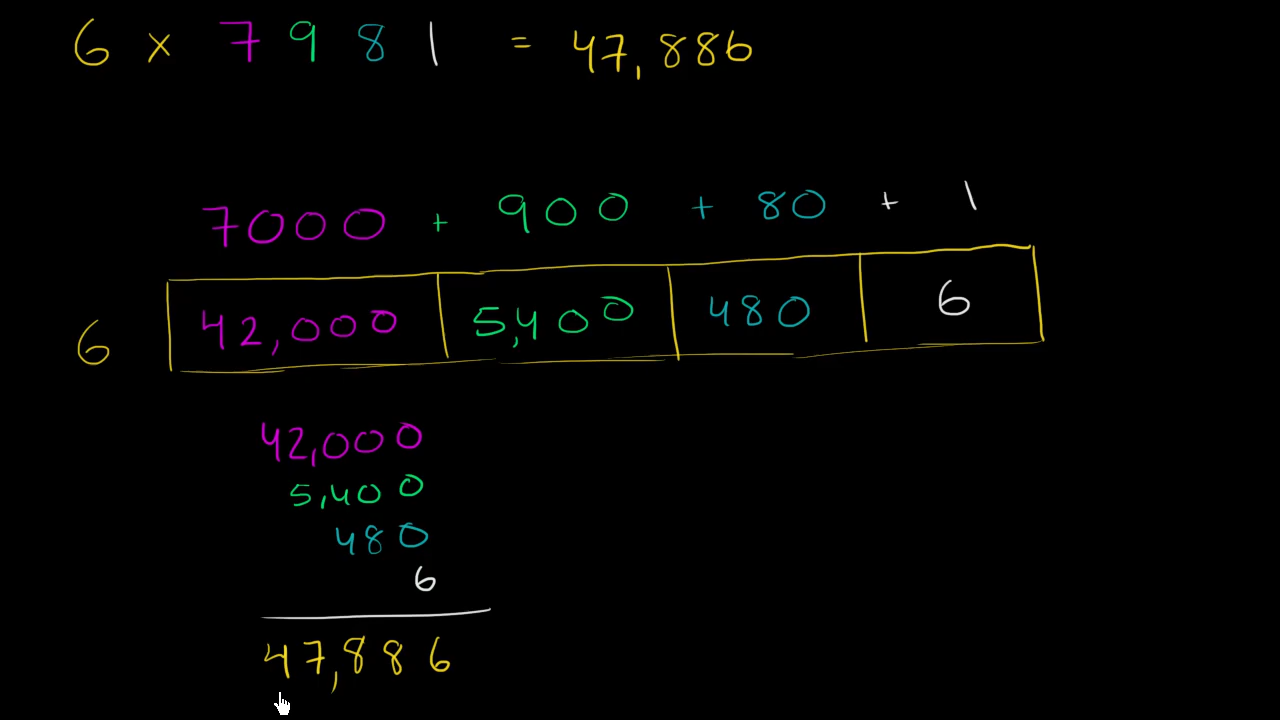 6 × 7981 = 47,886
7000 + 900 + 80 + 1
6 42,000 5,400 480 6
42,000
5,400
480
6
47,886